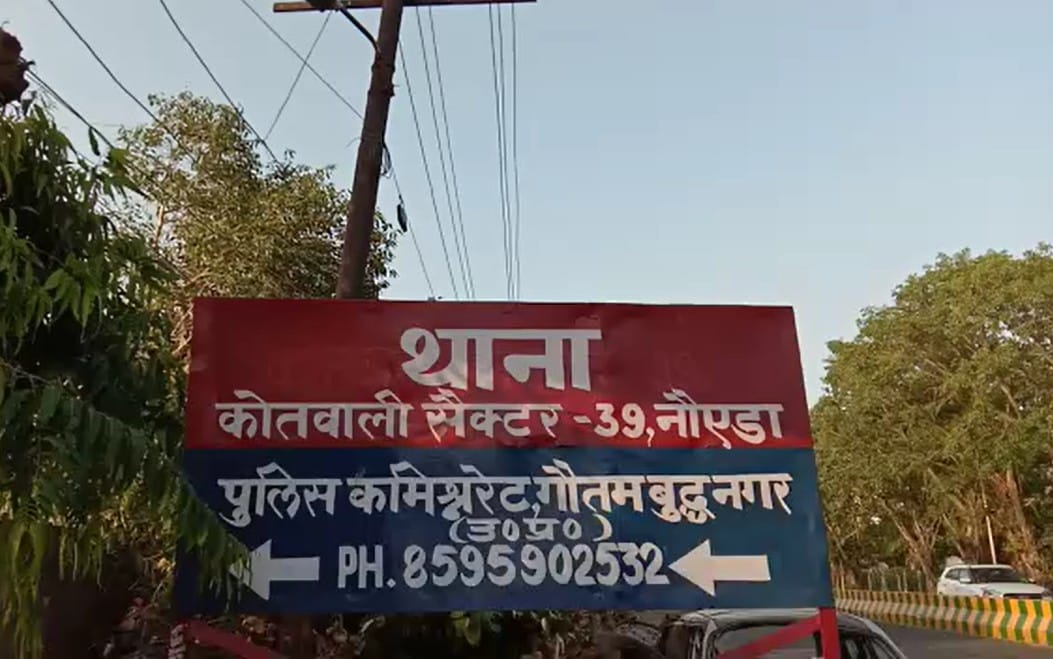 थाना
कोतवाली सैक्टर -39, नौएडा
पुलिस कमिश्नरेट, गौतम बुद्ध नगर
(उ०प्र०)
PH. 8595902532